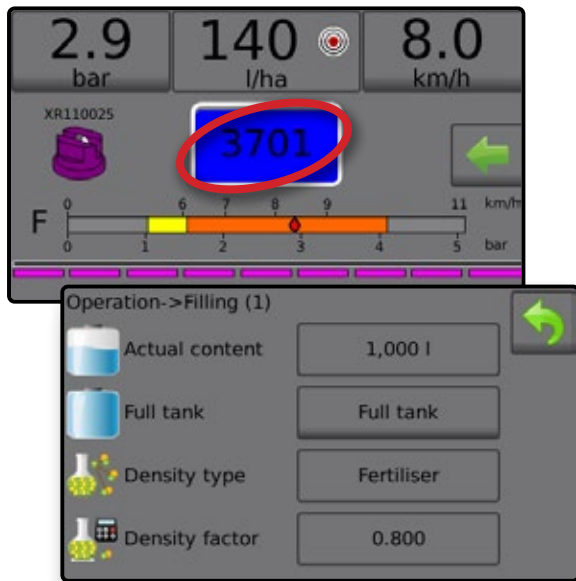 2.9 140 8.0
bar l/ha km/h
XR110025
3701
0 6 7 8 9 11 km/h
F
0 1 2 3 4 5 bar
Operation->Filling (1)
Actual content 1,000 l
Full tank Full tank
Density type Fertiliser
Density factor 0.800